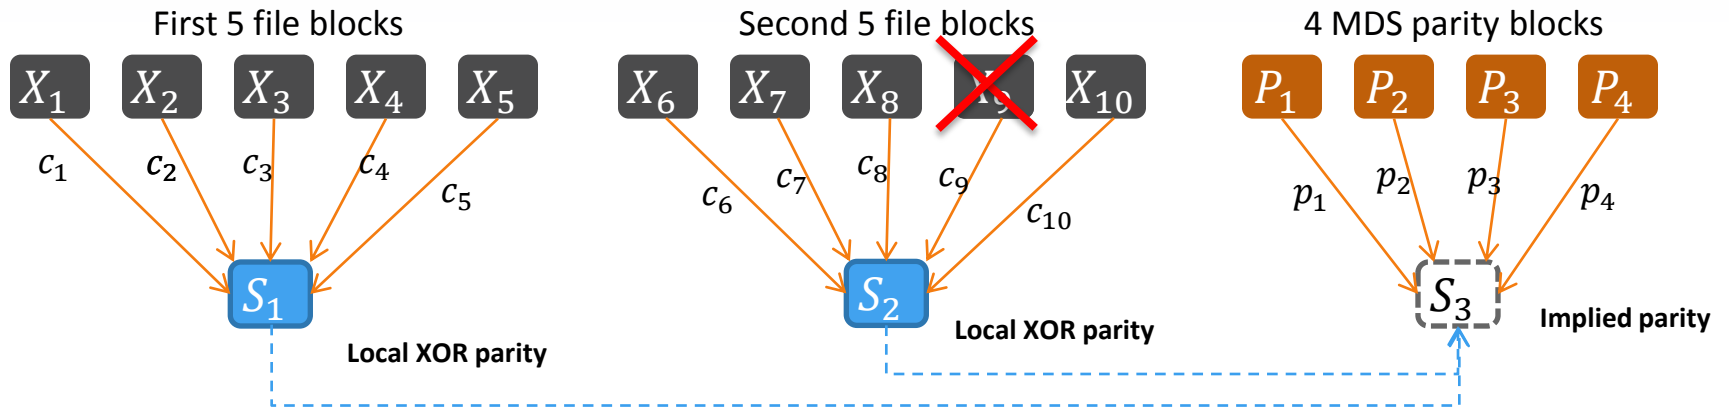 First 5 file blocks Second 5 file blocks 4 MDS parity blocks
X₁ X₂ X₃ X₄ X₅ X₆ X₇ X₈ X₉ X₁₀ P₁ P₂ P₃ P₄
c₁ c₂ c₃ c₄ c₅ c₆ c₇ c₈ c₉ c₁₀ p₁ p₂ p₃ p₄
S₁ S₂ S₃
Local XOR parity Local XOR parity Implied parity